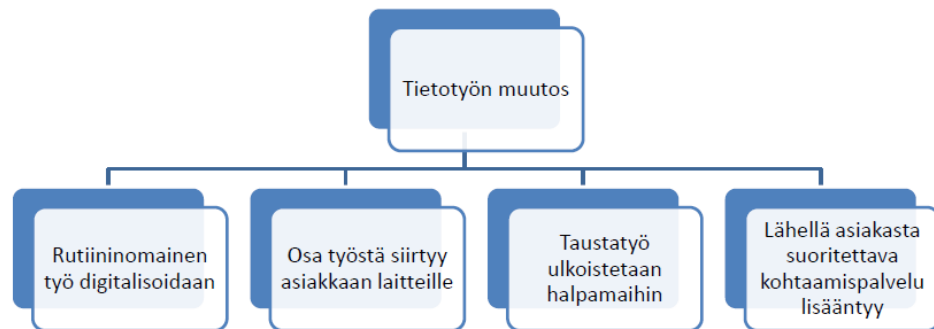 Tietotyön muutos
Rutiininomainen
työ digitalisoidaan
Osa työstä siirtyy
asiakkaan laitteille
Taustatyö
ulkoistetaan
halpamaihin
Lähellä asiakasta
suoritettava
kohtaamispalvelu
lisääntyy